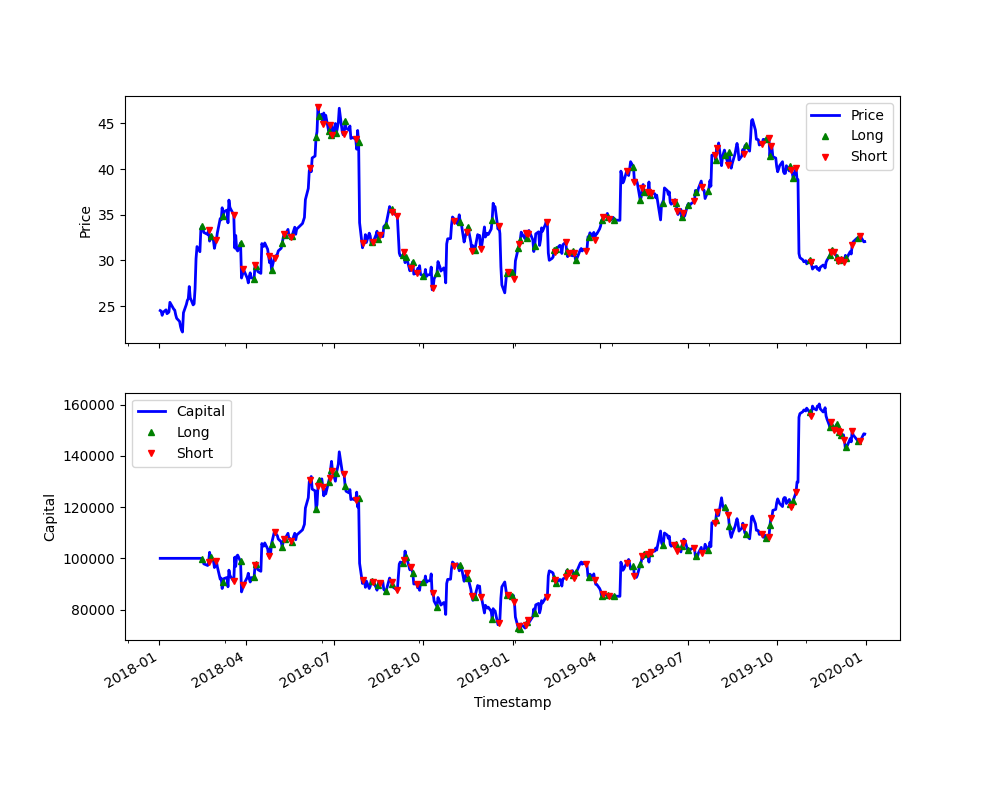 45
40
35
30
25
Price
Price
Long
Short
160000
140000
120000
100000
80000
Capital
Capital
Long
Short
2018-01
2018-04
2018-07
2018-10
2019-01
2019-04
2019-07
2019-10
2020-01
Timestamp